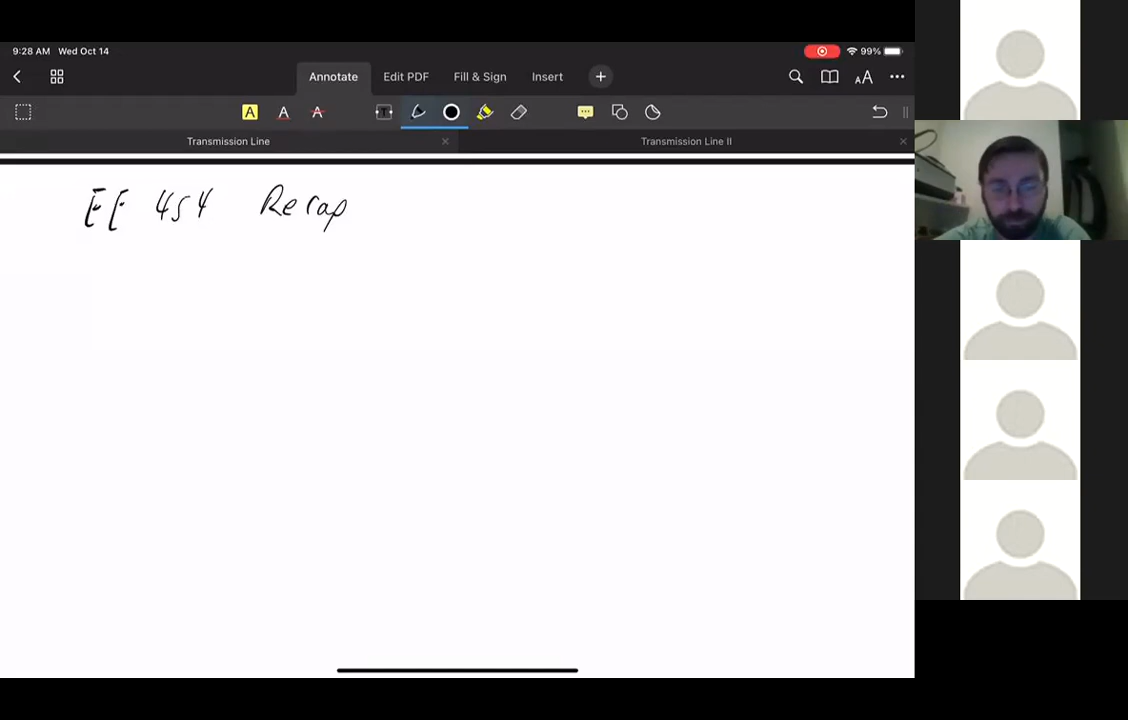 9:28 AM Wed Oct 14 99%
Annotate Edit PDF Fill & Sign Insert
A A A T
Transmission Line Transmission Line II
EE 454 Recap